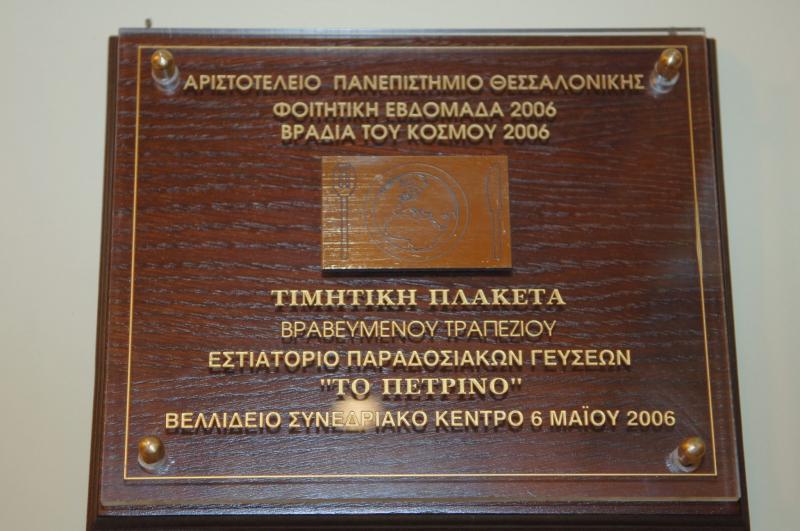 ΑΡΙΣΤΟΤΕΛΕΙΟ ΠΑΝΕΠΙΣΤΗΜΙΟ ΘΕΣΣΑΛΟΝΙΚΗΣ
ΦΟΙΤΗΤΙΚΗ ΕΒΔΟΜΑΔΑ 2006
ΒΡΑΔΙΑ ΤΟΥ ΚΟΣΜΟΥ 2006
ΤΙΜΗΤΙΚΗ ΠΛΑΚΕΤΑ
ΒΡΑΒΕΥΜΕΝΟΥ ΤΡΑΠΕΖΙΟΥ
ΕΣΤΙΑΤΟΡΙΟ ΠΑΡΑΔΟΣΙΑΚΩΝ ΓΕΥΣΕΩΝ
"ΤΟ ΠΕΤΡΙΝΟ"
ΒΕΛΛΙΔΕΙΟ ΣΥΝΕΔΡΙΑΚΟ ΚΕΝΤΡΟ 6 ΜΑΪΟΥ 2006